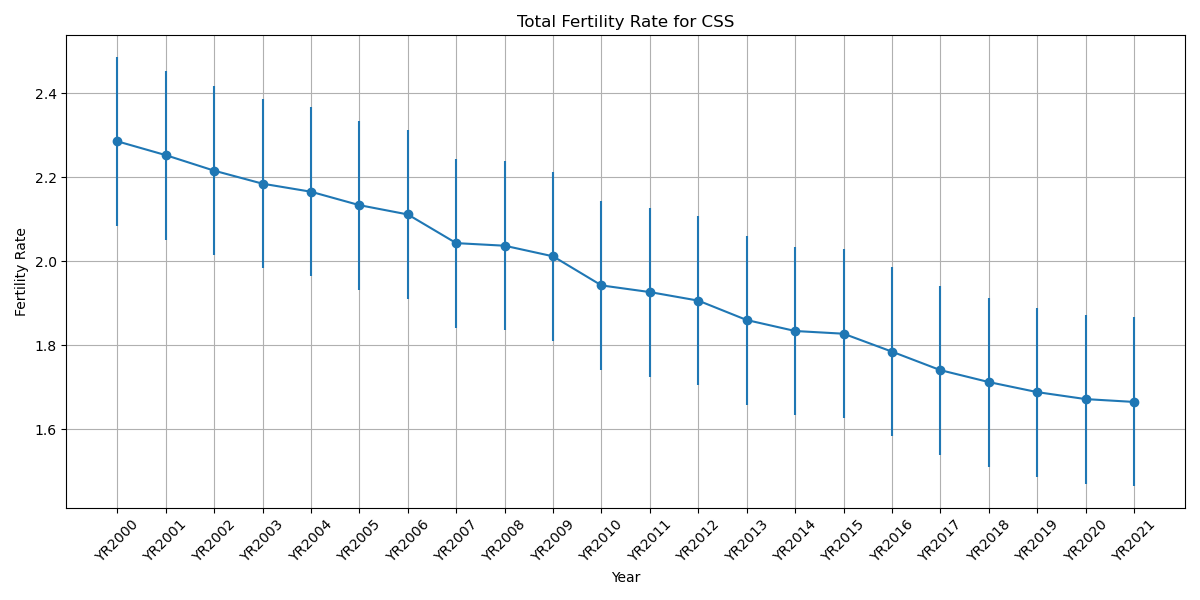 Total Fertility Rate for CSS
Fertility Rate
2.4
2.2
2.0
1.8
1.6
YR2000
YR2001
YR2002
YR2003
YR2004
YR2005
YR2006
YR2007
YR2008
YR2009
YR2010
YR2011
YR2012
YR2013
YR2014
YR2015
YR2016
YR2017
YR2018
YR2019
YR2020
YR2021
Year